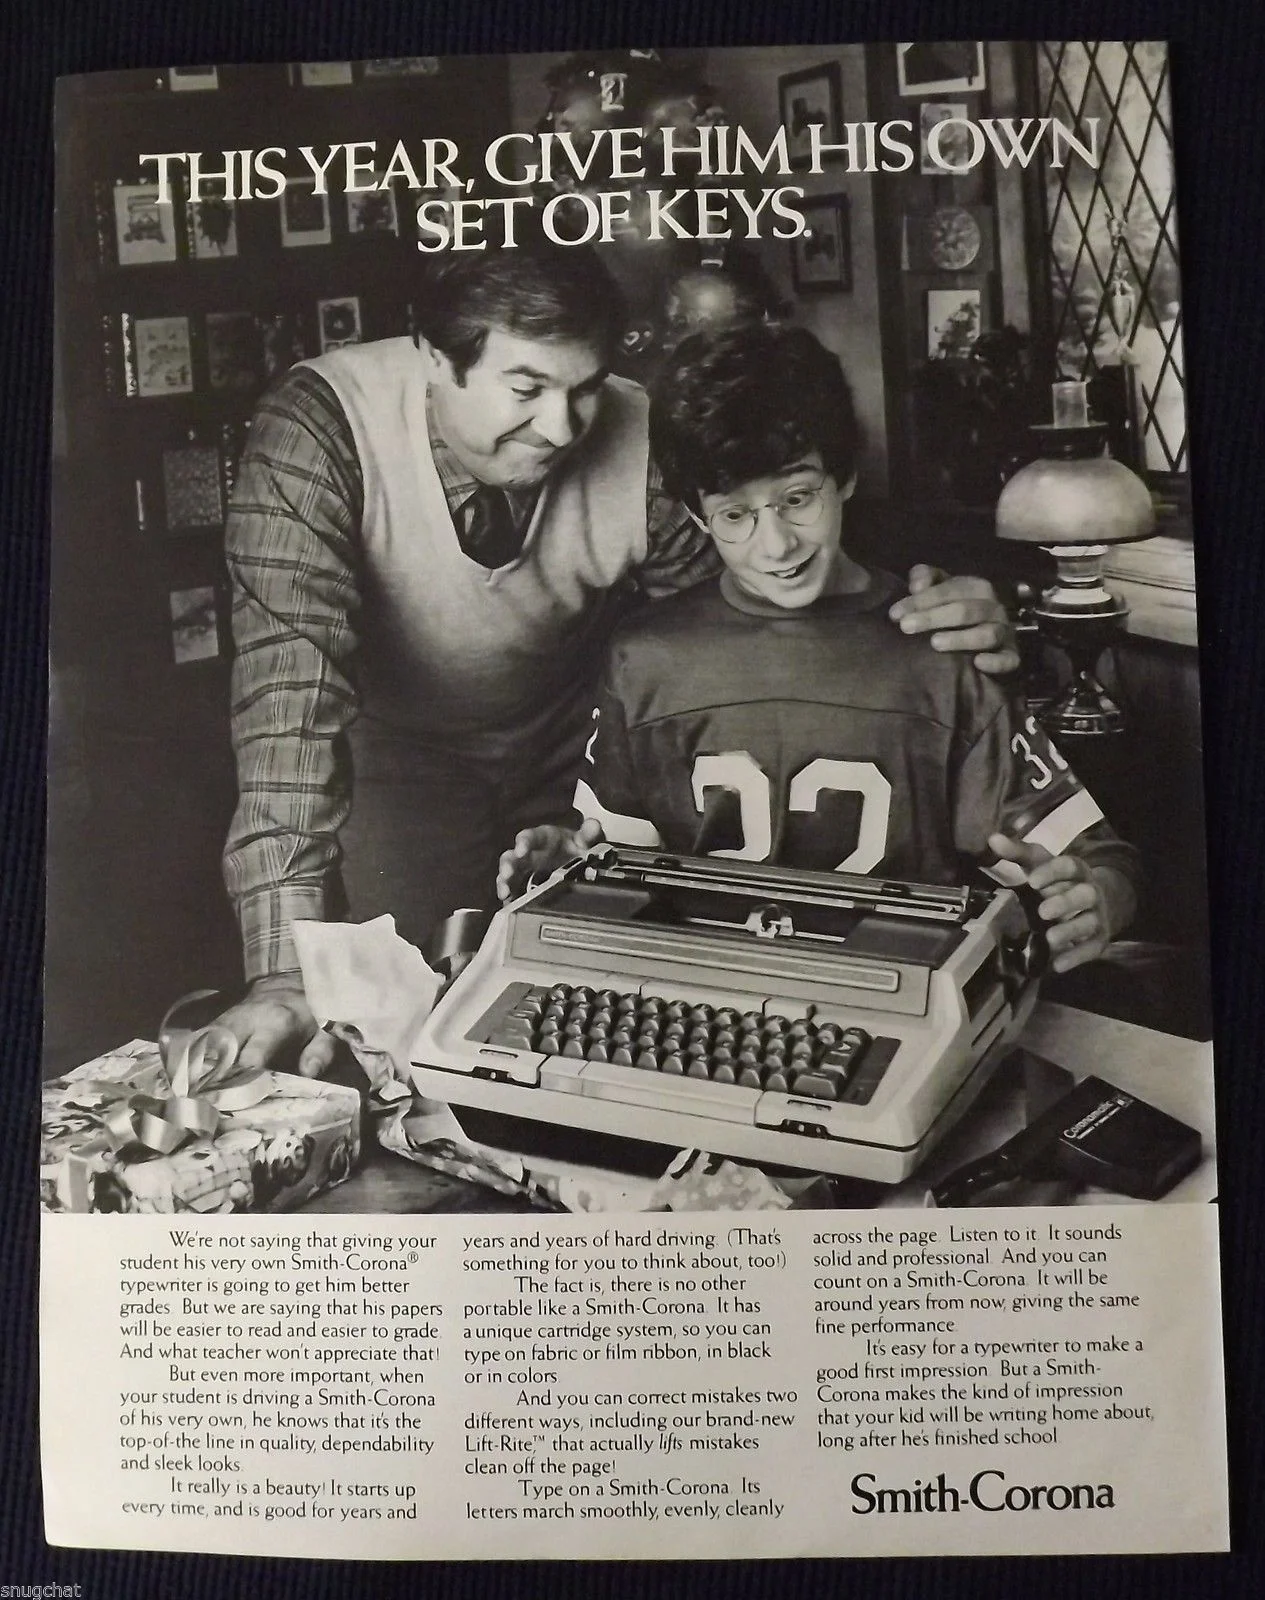 THIS YEAR, GIVE HIM HIS OWN
SET OF KEYS.
32
Coronamatic
We're not saying that giving your
student his very own Smith-Corona®
typewriter is going to get him better
grades. But we are saying that his papers
will be easier to read and easier to grade.
And what teacher won't appreciate that!
But even more important, when
your student is driving a Smith-Corona
of his very own, he knows that it's the
top-of-the line in quality, dependability
and sleek looks.
It really is a beauty! It starts up
every time, and is good for years and
years and years of hard driving. (That's
something for you to think about, too!)
The fact is, there is no other
portable like a Smith-Corona. It has
a unique cartridge system, so you can
type on fabric or film ribbon, in black
or in colors.
And you can correct mistakes two
different ways, including our brand-new
Lift-Rite,™ that actually lifts mistakes
clean off the page!
Type on a Smith-Corona. Its
letters march smoothly, evenly, cleanly
across the page. Listen to it. It sounds
solid and professional. And you can
count on a Smith-Corona. It will be
around years from now, giving the same
fine performance.
It's easy for a typewriter to make a
good first impression. But a Smith-
Corona makes the kind of impression
that your kid will be writing home about,
long after he's finished school.
Smith-Corona
snugchat